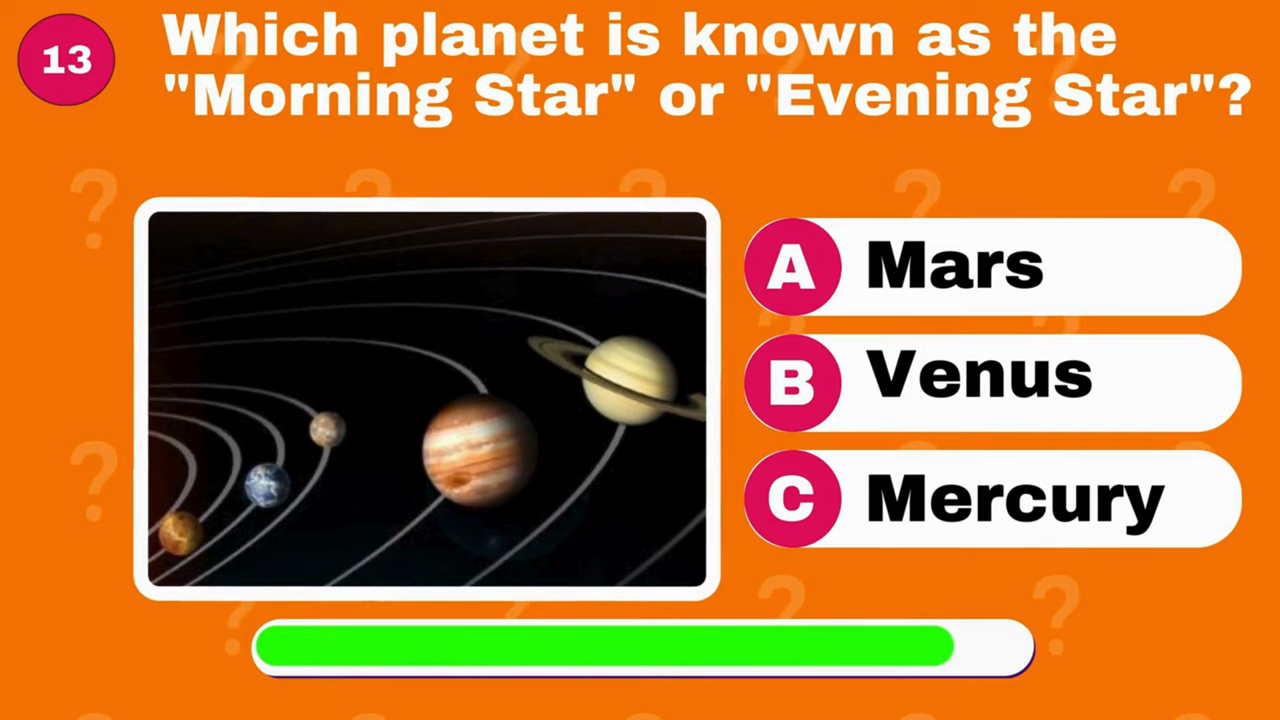 13
Which planet is known as the
"Morning Star" or "Evening Star"?
A Mars
B Venus
C Mercury